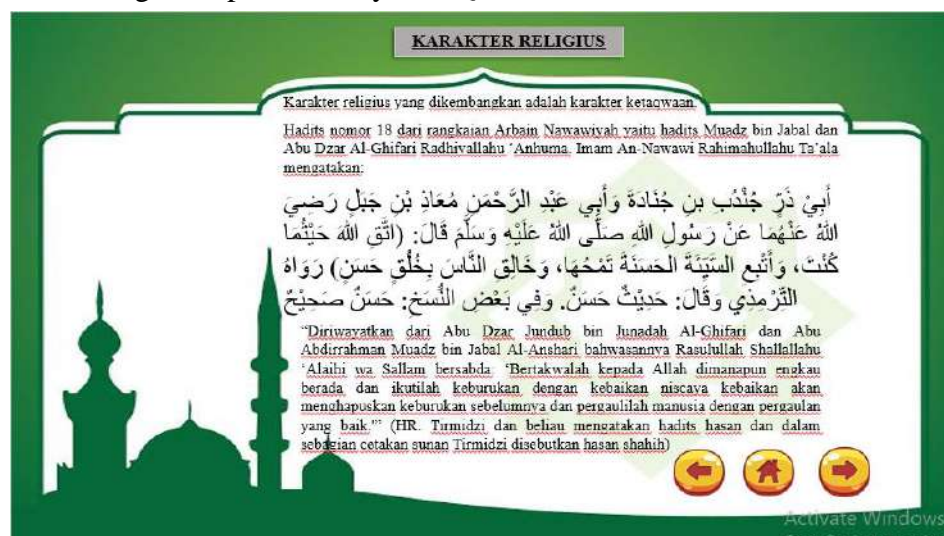 KARAKTER RELIGIUS
Karakter religius yang dikembangkan adalah karakter ketaqwaan.
Hadits nomor 18 dari rangkaian Arbain Nawawiyah yaitu hadits Muadz bin Jabal dan
Abu Dzar Al-Ghifari Radhiyallahu ‘Anhuma. Imam An-Nawawi Rahimahullahu Ta’ala
mengatakan:
أَبِيْ ذَرٍّ جُنْدُبِ بنِ جُنَادَةَ وَأَبِي عَبْدِ الرَّحْمَنِ مُعَاذِ بْنِ جَبَلٍ رَضِيَ
اللهُ عَنْهُمَا عَنْ رَسُولِ اللهِ صَلَّى اللهُ عَلَيْهِ وَسَلَّمَ قَالَ: (اتَّقِ اللهَ حَيْثُمَا
كُنْتَ، وَأَتْبِعِ السَّيِّئَةَ الحَسَنَةَ تَمْحُهَا، وَخَالِقِ النَّاسَ بِخُلُقٍ حَسَنٍ) رَوَاهُ
التِّرْمِذِي وَقَالَ: حَدِيْثٌ حَسَنٌ. وَفِي بَعْضِ النُّسَخِ: حَسَنٌ صَحِيْحٌ
“Diriwayatkan dari Abu Dzar Jundub bin Junadah Al-Ghifari dan Abu
Abdirrahman Muadz bin Jabal Al-Anshari bahwasannya Rasulullah Shallallahu
‘Alaihi wa Sallam bersabda: ‘Bertakwalah kepada Allah dimanapun engkau
berada dan ikutilah keburukan dengan kebaikan niscaya kebaikan akan
menghapuskan keburukan sebelumnya dan pergaulilah manusia dengan pergaulan
yang baik.’” (HR. Tirmidzi dan beliau mengatakan hadits hasan dan dalam
sebagian cetakan sunan Tirmidzi disebutkan hasan shahih)
Activate Windows